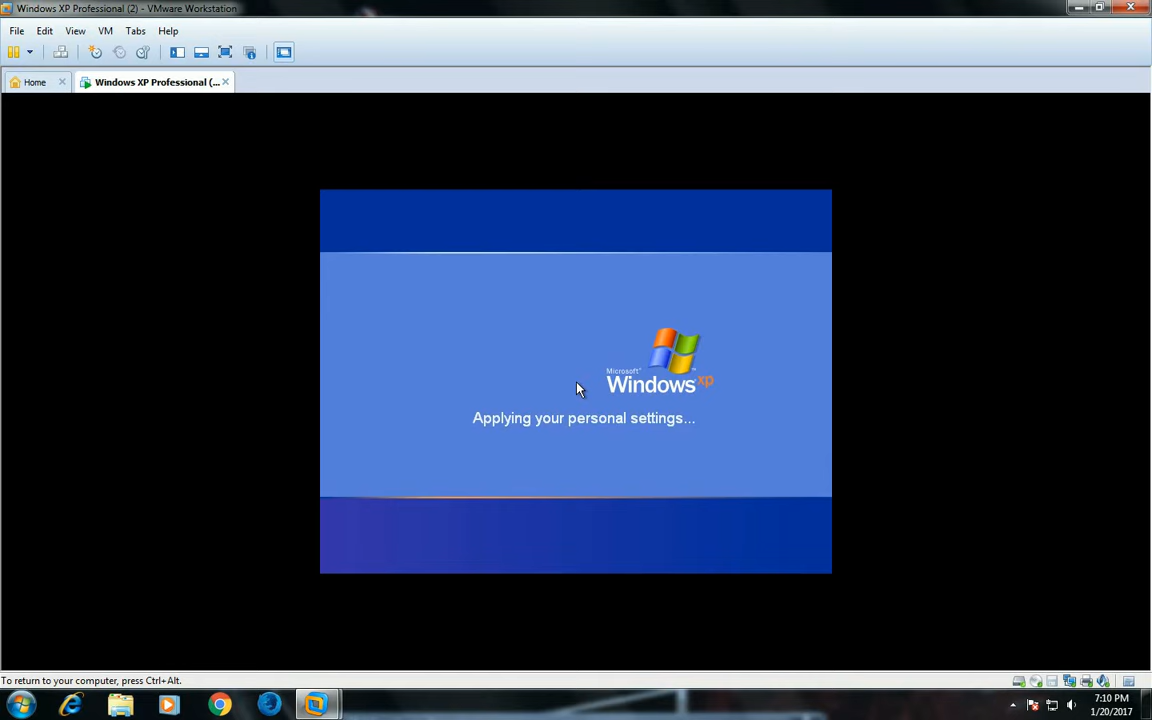 Windows XP Professional (2) - VMware Workstation
File Edit View VM Tabs Help
Home
Windows XP Professional (...
Microsoft
Windows xp
Applying your personal settings...
To return to your computer, press Ctrl+Alt.
7:10 PM
1/20/2017